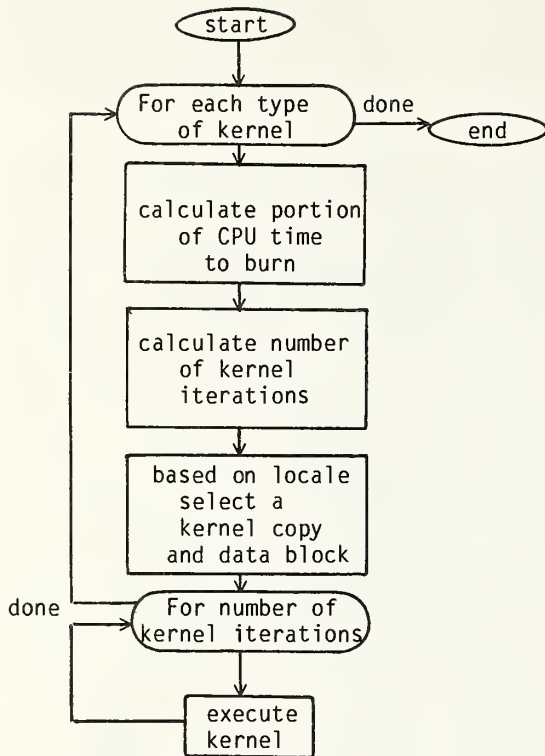 start
For each type
of kernel
done
end
calculate portion
of CPU time
to burn
calculate number
of kernel
iterations
based on locale
select a
kernel copy
and data block
done
For number of
kernel iterations
execute
kernel